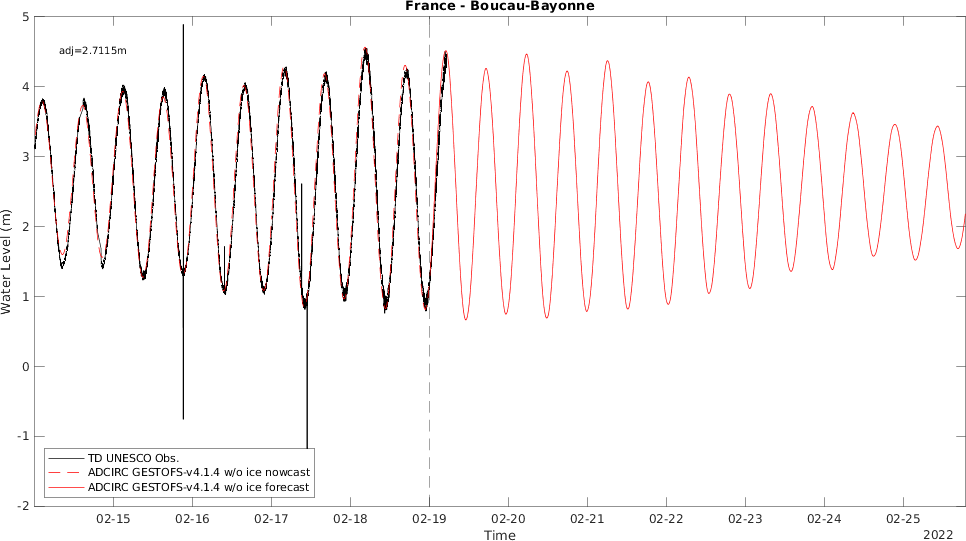 France - Boucau-Bayonne
adj=2.7115m
Water Level (m)
5
4
3
2
1
0
-1
-2
TD UNESCO Obs.
ADCIRC GESTOFS-v4.1.4 w/o ice nowcast
ADCIRC GESTOFS-v4.1.4 w/o ice forecast
02-15 02-16 02-17 02-18 02-19 02-20 02-21 02-22 02-23 02-24 02-25
Time
2022